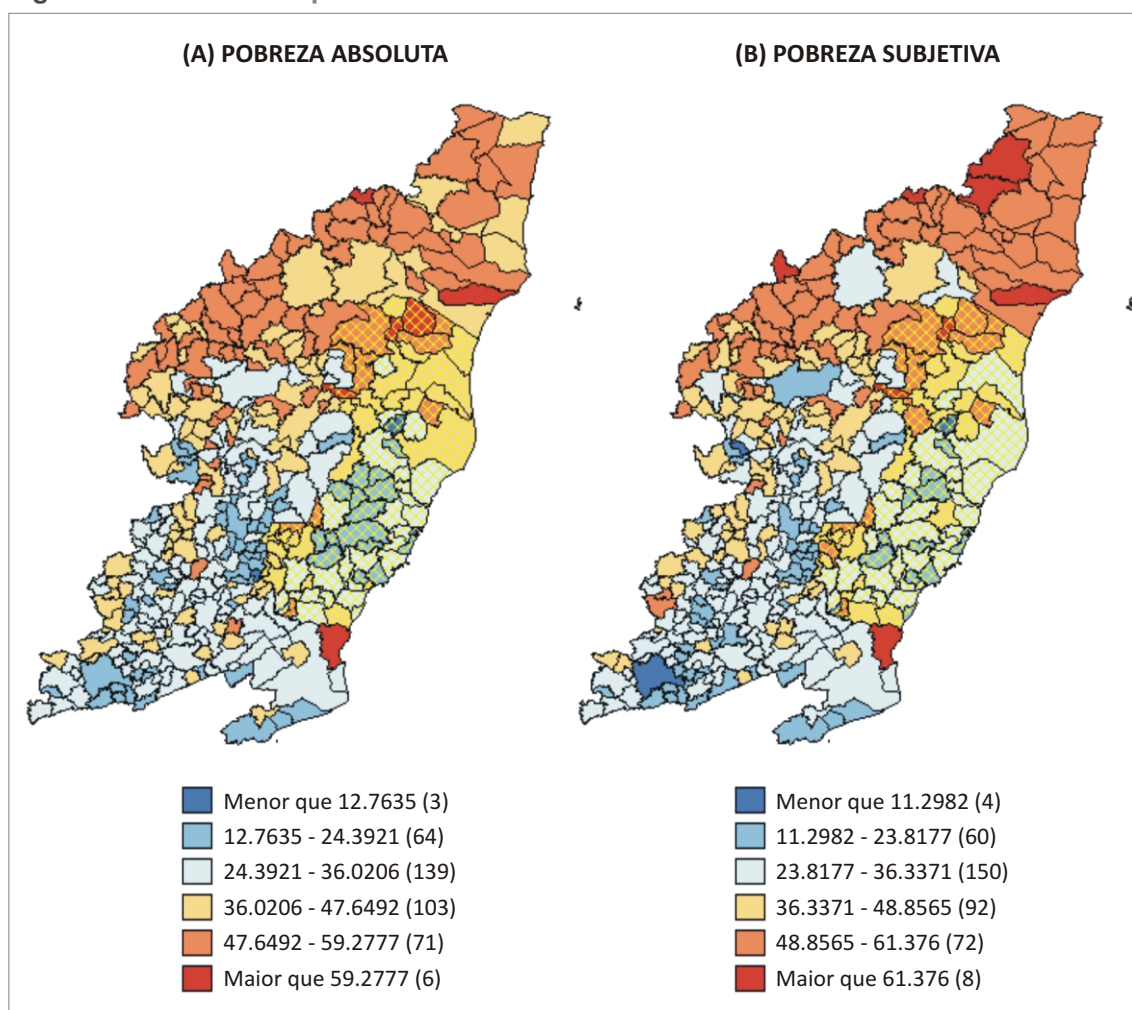 (A) POBREZA ABSOLUTA
(B) POBREZA SUBJETIVA
Menor que 12.7635 (3)
12.7635 - 24.3921 (64)
24.3921 - 36.0206 (139)
36.0206 - 47.6492 (103)
47.6492 - 59.2777 (71)
Maior que 59.2777 (6)
Menor que 11.2982 (4)
11.2982 - 23.8177 (60)
23.8177 - 36.3371 (150)
36.3371 - 48.8565 (92)
48.8565 - 61.376 (72)
Maior que 61.376 (8)